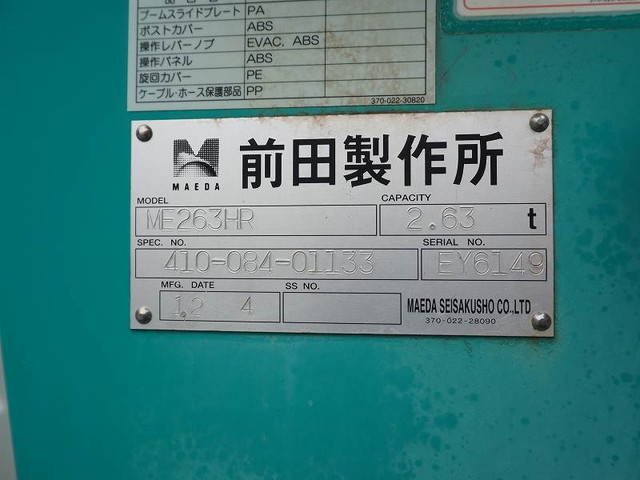 ブームスライドプレート PA
ポストカバー ABS
操作レバーノブ EVAC, ABS
操作パネル ABS
旋回カバー PE
ケーブル・ホース保護部品 PP
370-022-30820
MAEDA 前田製作所
MODEL CAPACITY
MF263HR 2.63 t
SPEC. NO. SERIAL NO.
410-084-01133 EY6149
MFG. DATE SS NO.
12 4
MAEDA SEISAKUSHO CO.,LTD
370-022-28090